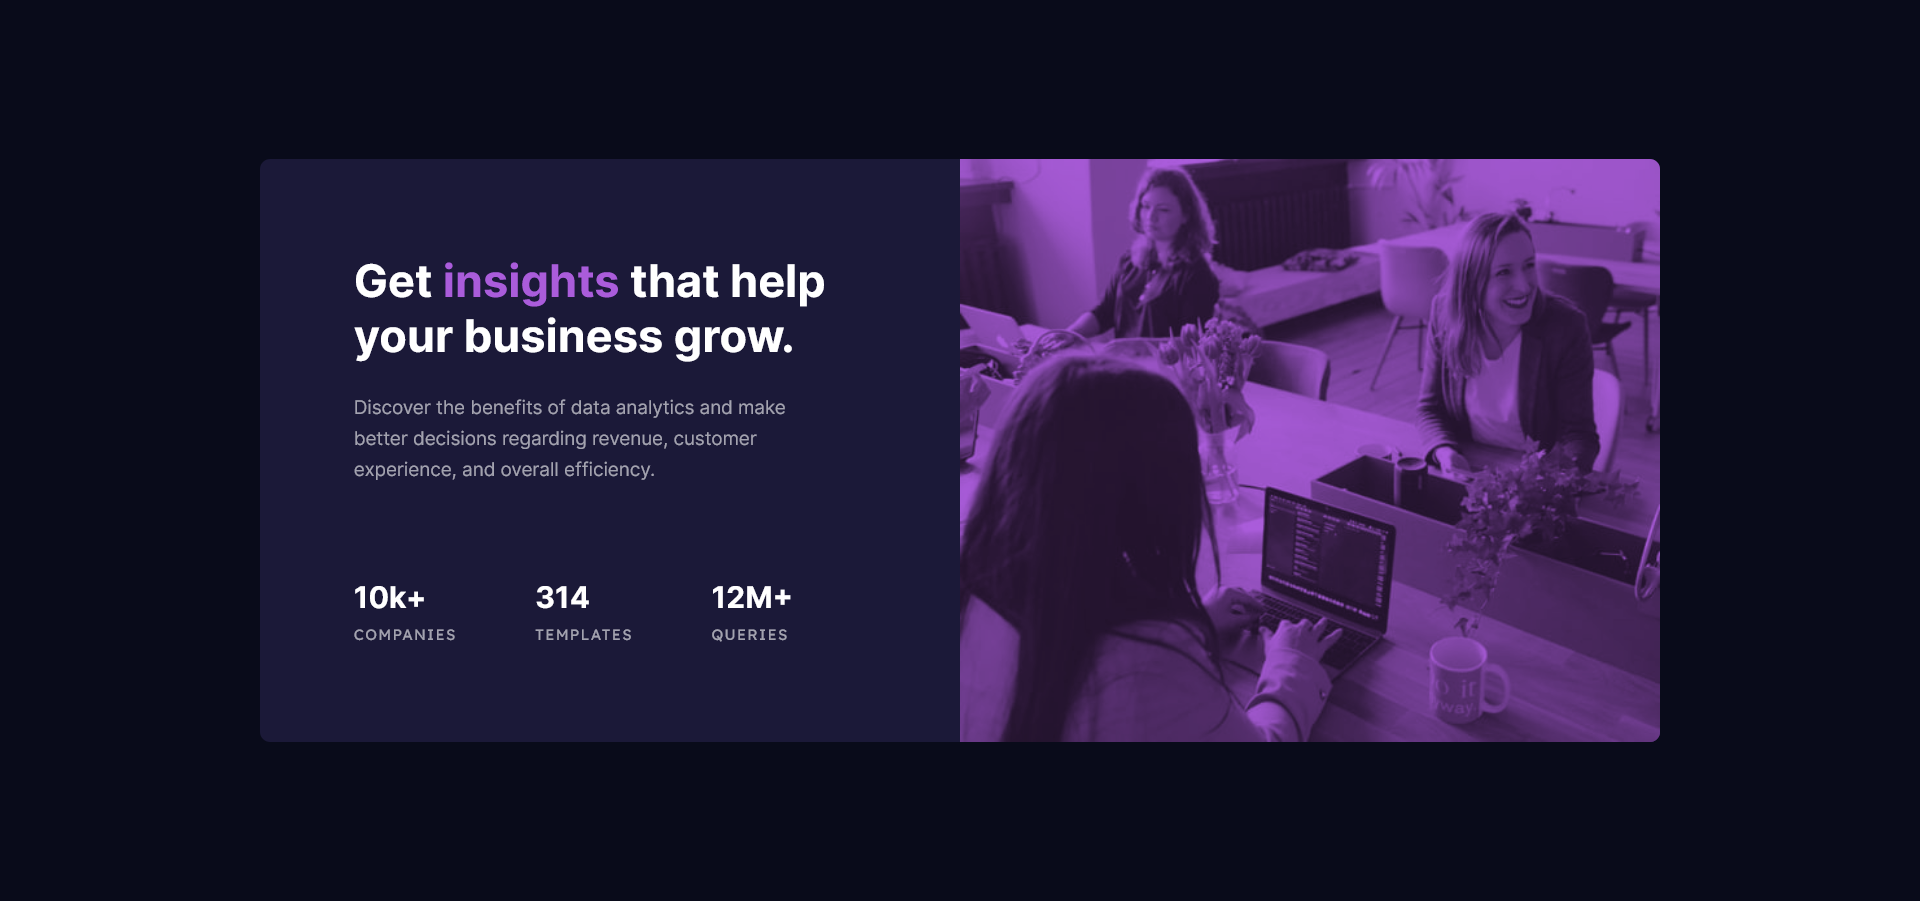 Get insights that help
your business grow.
Discover the benefits of data analytics and make
better decisions regarding revenue, customer
experience, and overall efficiency.
10k+ 314 12M+
COMPANIES TEMPLATES QUERIES